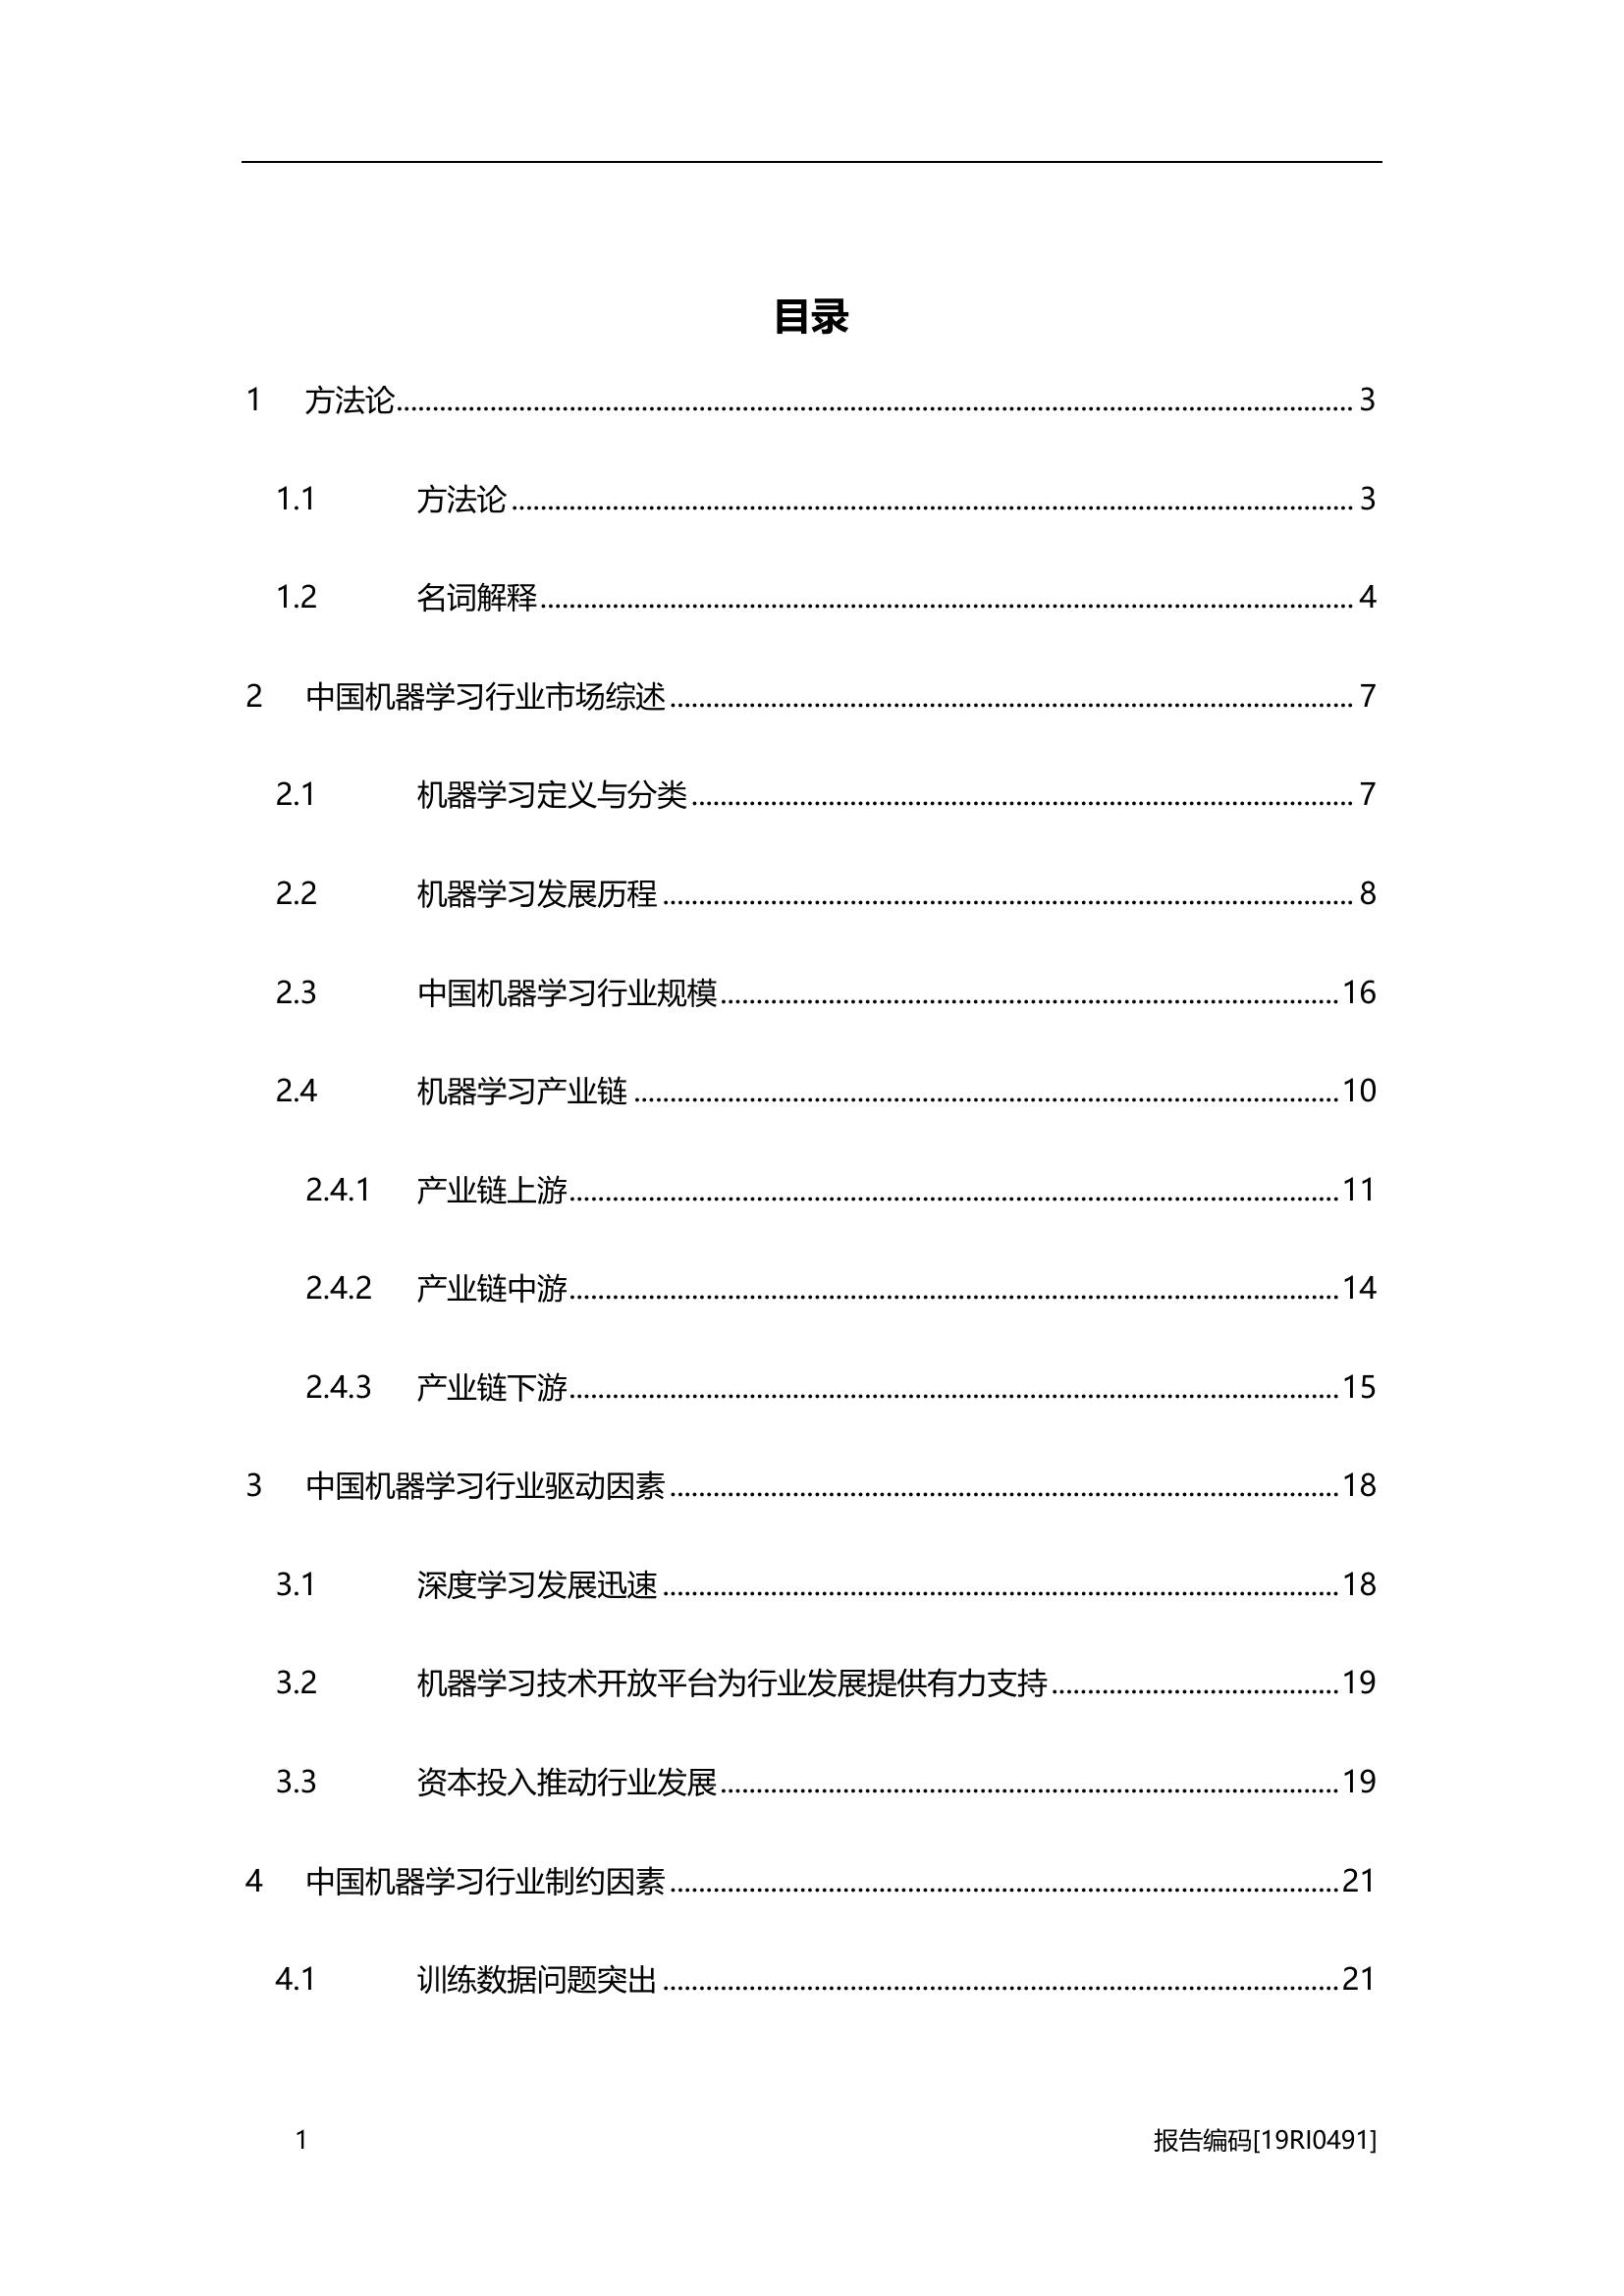 目录
1 方法论........ 3
1.1 方法论........ 3
1.2 名词解释........ 4
2 中国机器学习行业市场综述........ 7
2.1 机器学习定义与分类........ 7
2.2 机器学习发展历程........ 8
2.3 中国机器学习行业规模........ 16
2.4 机器学习产业链........ 10
2.4.1 产业链上游........ 11
2.4.2 产业链中游........ 14
2.4.3 产业链下游........ 15
3 中国机器学习行业驱动因素........ 18
3.1 深度学习发展迅速........ 18
3.2 机器学习技术开放平台为行业发展提供有力支持........ 19
3.3 资本投入推动行业发展........ 19
4 中国机器学习行业制约因素........ 21
4.1 训练数据问题突出........ 21
1 报告编码[19RI0491]